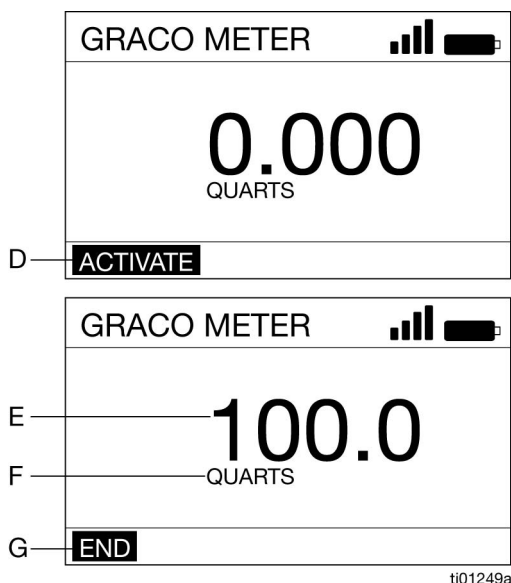 GRACO METER
0.000
QUARTS
D
ACTIVATE
GRACO METER
E
100.0
F
QUARTS
G
END
ti01249a